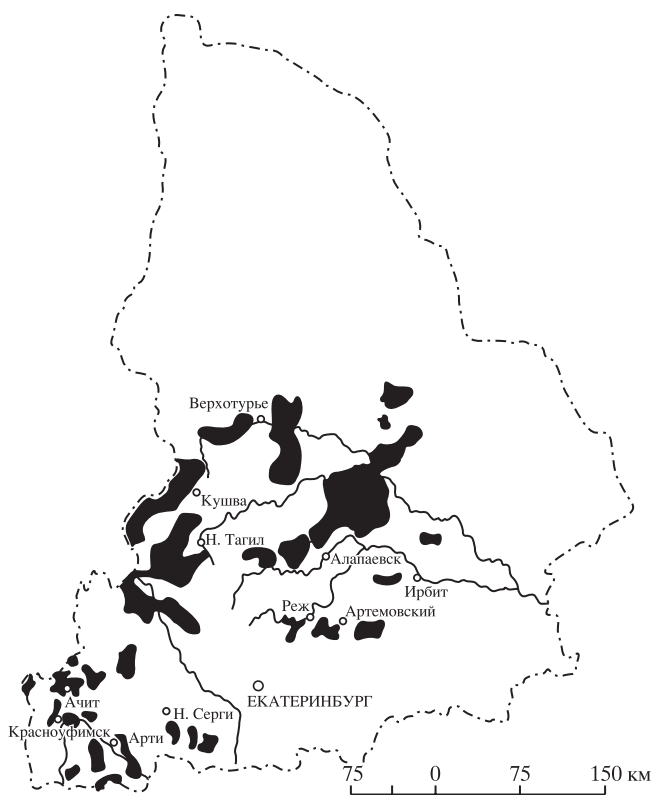 Верхотурье
Кушва
Н. Тагил
Алапаевск
Ирбит
Реж
Артемовский
ЕКАТЕРИНБУРГ
Ачит
Н. Серги
Красноуфимск
Арти
75 0 75 150 км